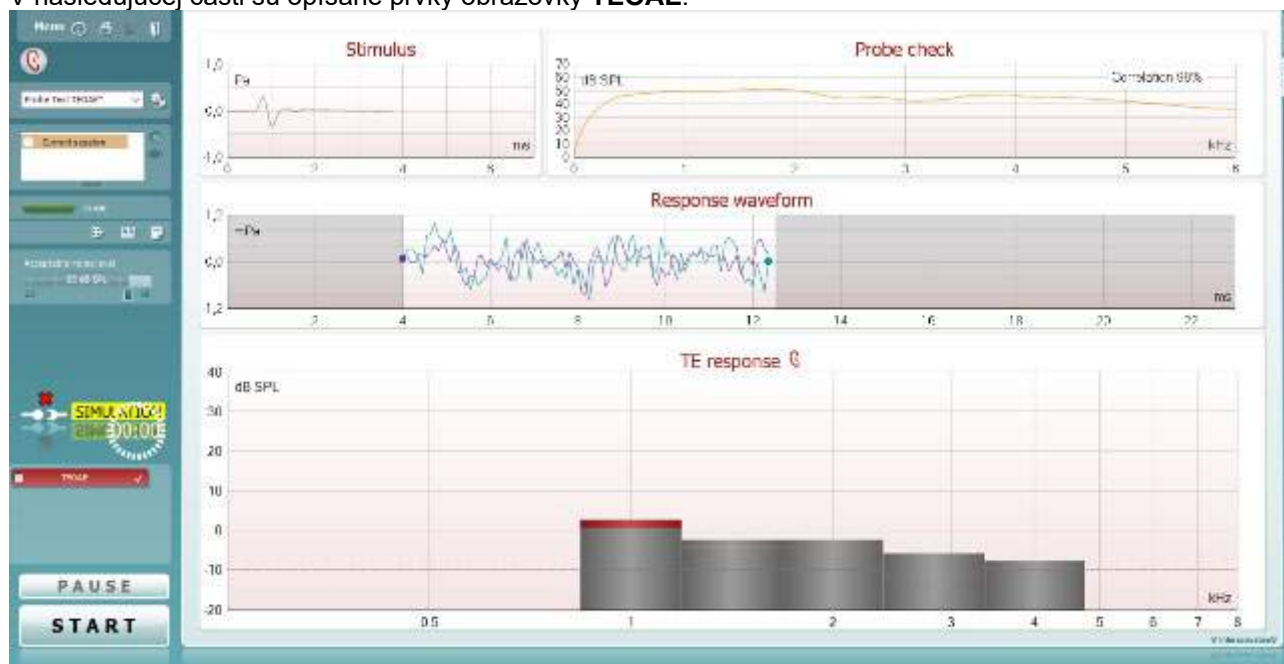 V nasledujúcej časti sú opísané prvky obrazovky TEOAE.
Menu
Stimulus
1,0
Pa
0,0
-1,0
0 2 4 6
ms
Probe check
70
60
50
40
30
20
10
0
dB SPL
Correlation 98%
kHz
0 1 2 3 4 5 6
Current session
Response waveform
1,2
mPa
0,0
1,2
2 4 6 8 10 12 14 16 18 20 22
ms
SIMULATION
00:00
TEOAE
TE response
40
dB SPL
30
20
10
0
-10
-20
0.5 1 2 3 4 5 6 7 8
kHz
PAUSE
START